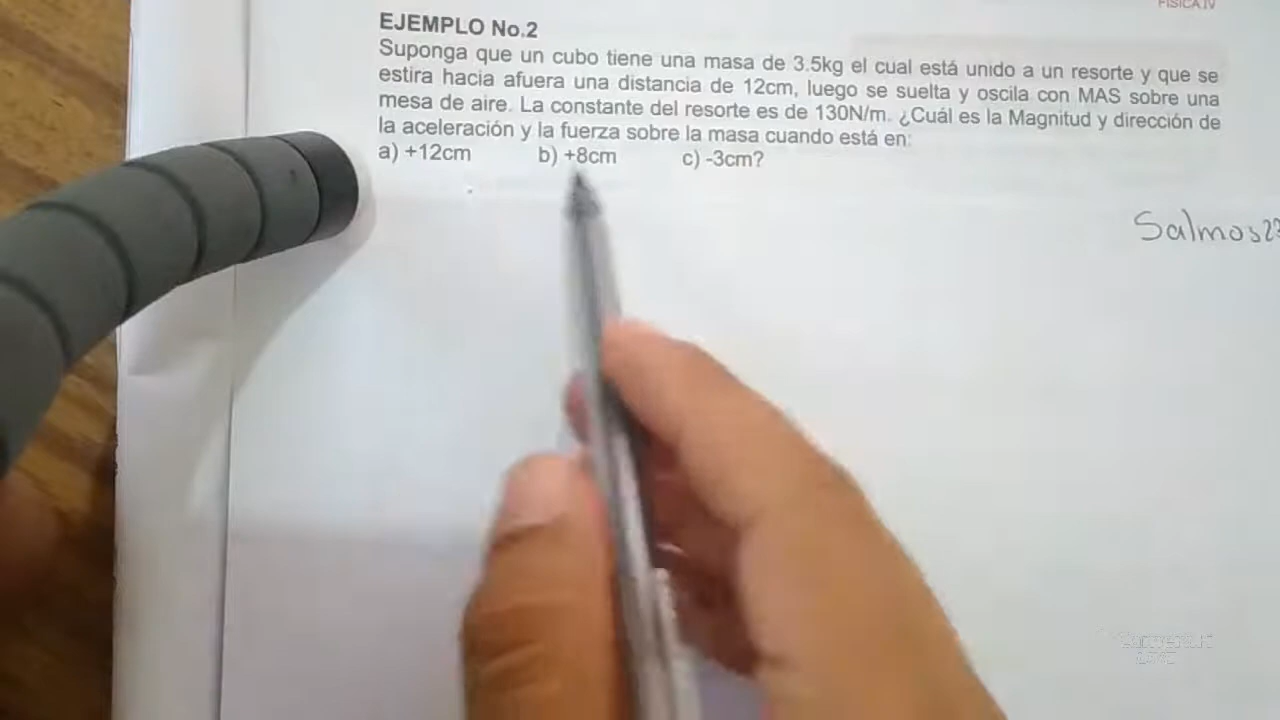 FÍSICA IV
EJEMPLO No.2
Suponga que un cubo tiene una masa de 3.5kg el cual está unido a un resorte y que se
estira hacia afuera una distancia de 12cm, luego se suelta y oscila con MAS sobre una
mesa de aire. La constante del resorte es de 130N/m. ¿Cuál es la Magnitud y dirección de
la aceleración y la fuerza sobre la masa cuando está en:
a) +12cm b) +8cm c) -3cm?
Salmos